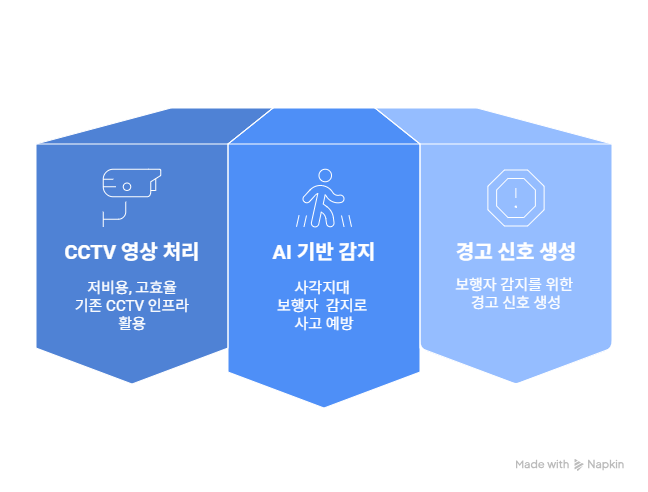 CCTV 영상 처리
저비용, 고효율
기존 CCTV 인프라
활용
AI 기반 감지
사각지대
보행자 감지로
사고 예방
경고 신호 생성
보행자 감지를 위한
경고 신호 생성
Made with Napkin